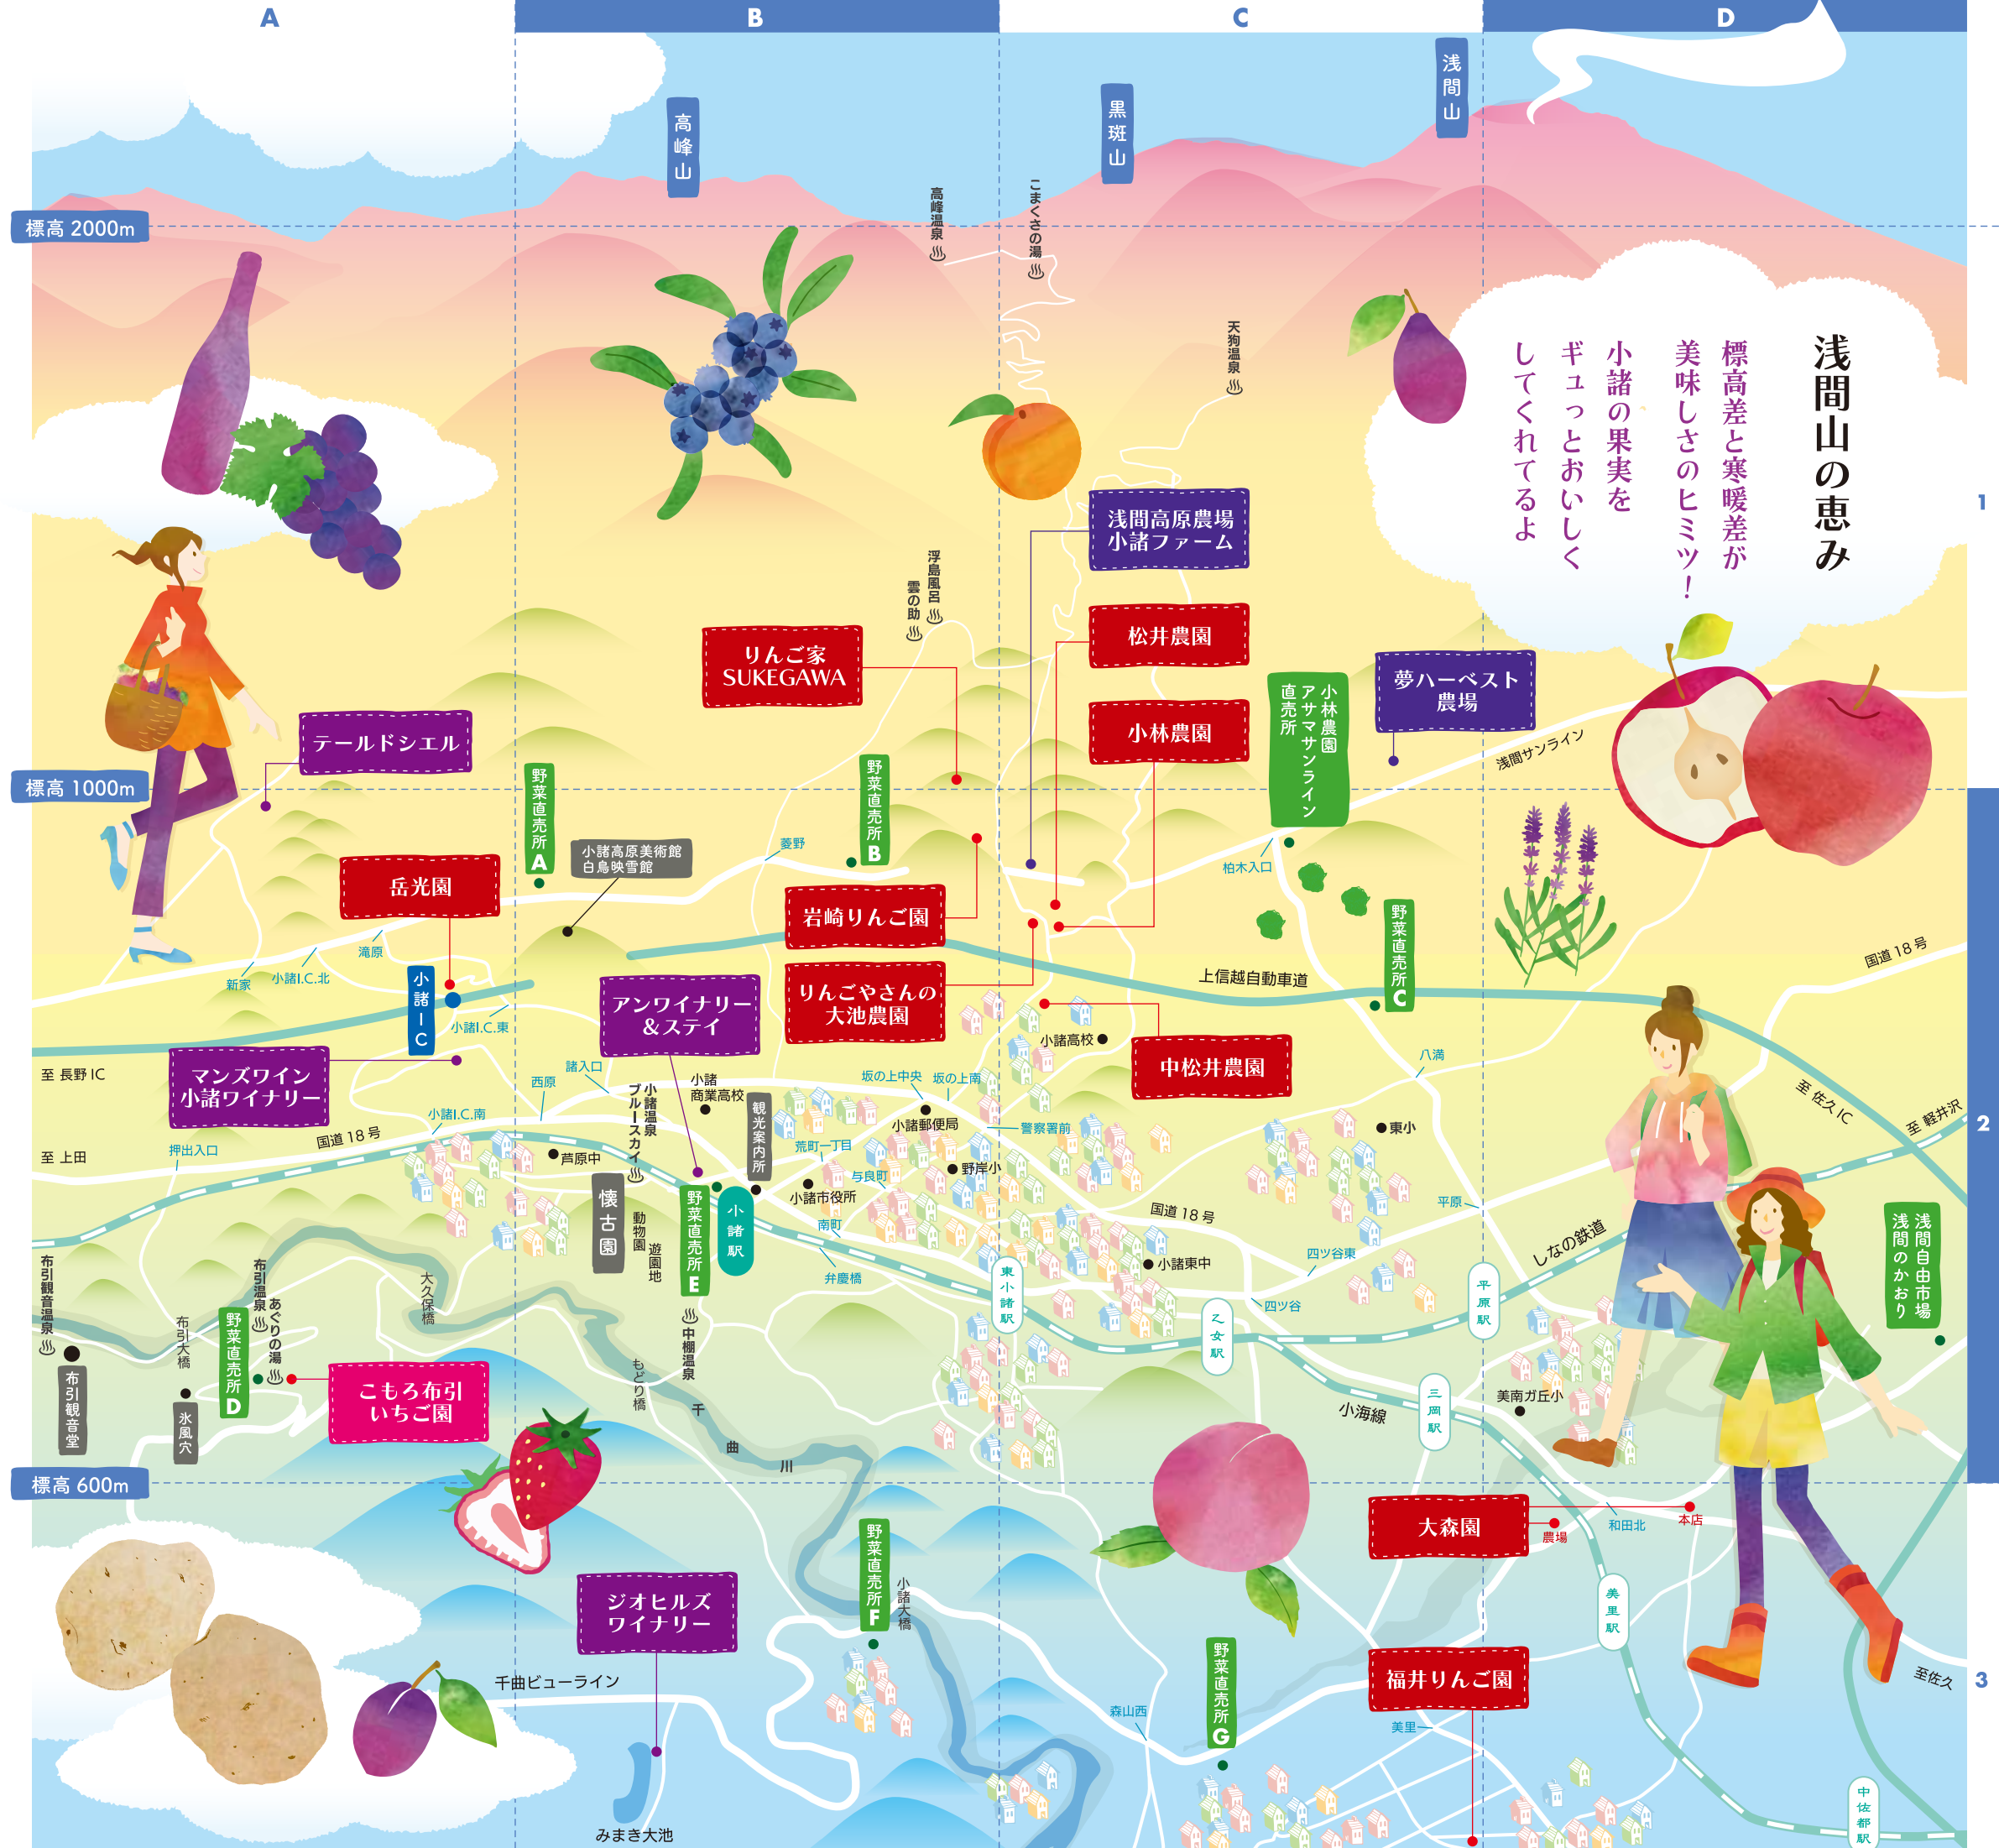 A
B
C
D
浅間山
高峰山
黒斑山
標高 2000m
高峰温泉
こまくさの湯
天狗温泉
浅間山の恵み
標高差と寒暖差が
美味しさのヒミツ!
小諸の果実を
ギュっとおいしく
してくれてるよ
1
浅間高原農場
小諸ファーム
浮島風呂
雲の助
松井農園
りんご家
SUKEGAWA
小林農園
小林農園
アサマサンライン
直売所
夢ハーベスト
農場
浅間サンライン
テールドシエル
標高 1000m
野菜直売所 A
野菜直売所 B
小諸高原美術館
白鳥映雪館
菱野
柏木入口
岳光園
岩崎りんご園
野菜直売所 C
滝原
小諸I.C.北
新家
小諸IC
小諸I.C.東
アンワイナリー
&ステイ
りんごやさんの
大池農園
上信越自動車道
国道 18 号
小諸高校
中松井農園
八満
至 長野 IC
マンズワイン
小諸ワイナリー
諸入口
西原
小諸温泉
ブルースカイ
小諸
商業高校
観光案内所
坂の上中央
坂の上南
小諸郵便局
警察署前
東小
至 佐久 IC
至 軽井沢
2
小諸I.C.南
国道 18 号
押出入口
至 上田
芦原中
荒町一丁目
野岸小
与良町
小諸市役所
南町
弁慶橋
懐古園
動物園
遊園地
野菜直売所 E
小諸駅
国道 18 号
平原
四ツ谷東
しなの鉄道
小諸東中
四ツ谷
東小諸駅
乙女駅
平原駅
浅間自由市場
浅間のかおり
布引観音温泉
布引観音堂
布引大橋
氷風穴
布引温泉
あぐりの湯
野菜直売所 D
大久保橋
こもろ布引
いちご園
もどり橋
中棚温泉
千曲川
小海線
三岡駅
美南ガ丘小
標高 600m
大森園
農場
本店
和田北
野菜直売所 F
小諸大橋
ジオヒルズ
ワイナリー
千曲ビューライン
美里駅
福井りんご園
野菜直売所 G
森山西
美里
至佐久
3
みまき大池
中佐都駅